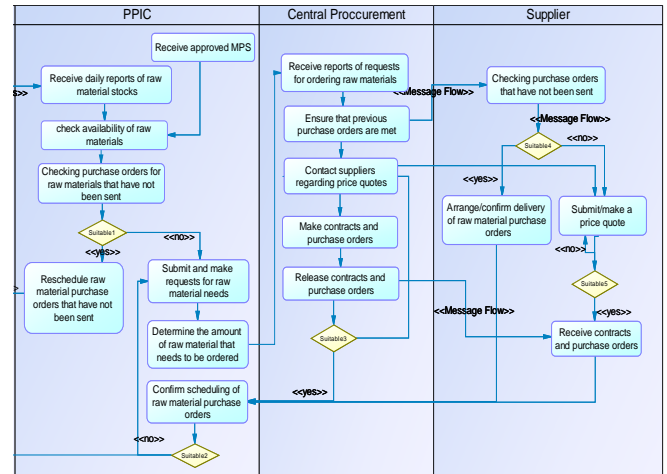 PPIC
Central Proccurement
Supplier
Receive approved MPS
Receive daily reports of raw
material stocks
s>>
check availability of raw
materials
Checking purchase orders for
raw materials that have not
been sent
Suitable1
<<no>>
<<yes>>
Reschedule raw
material purchase
orders that have not
been sent
>
Submit and make
requests for raw
material needs
Determine the amount
of raw material that
needs to be ordered
Confirm scheduling of
raw material purchase
orders
<<no>>
Suitable2
Receive reports of requests
for ordering raw materials
<<Message Flow>>
Ensure that previous
purchase orders are met
Contact suppliers
regarding price quotes
Make contracts and
purchase orders
Release contracts and
purchase orders
Suitable3
<<yes>>
<<Message Flow>>
Checking purchase orders
that have not been sent
<<Message Flow>>
<<no>>
Suitable4
<<yes>>
Arrange/confirm delivery
of raw material purchase
orders
Submit/make a
price quote
<<no>>
Suitable5
<<yes>>
Receive contracts
and purchase orders